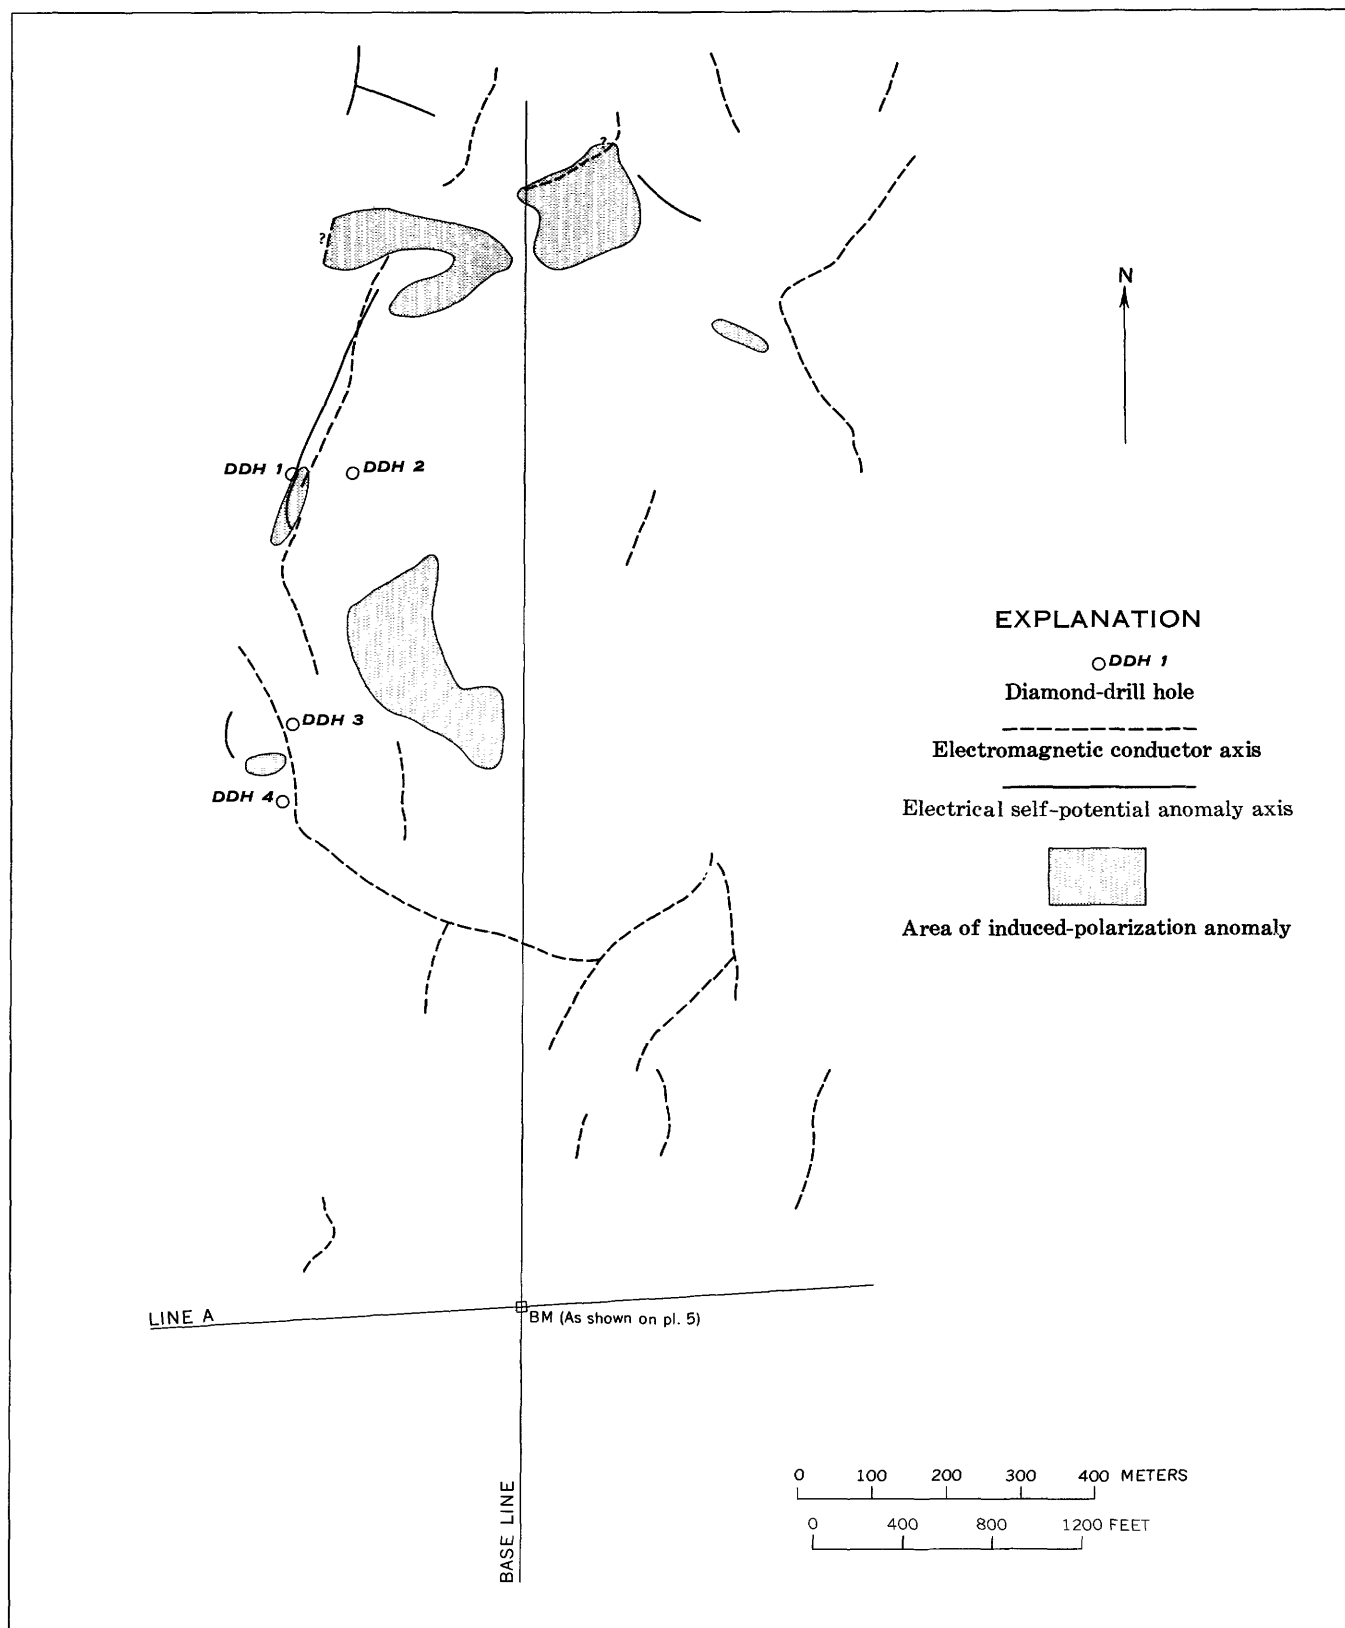 ?
?
N
DDH 1
DDH 2
EXPLANATION
DDH 1
Diamond-drill hole
DDH 3
Electromagnetic conductor axis
DDH 4
Electrical self-potential anomaly axis
Area of induced-polarization anomaly
LINE A
BM (As shown on pl. 5)
BASE LINE
0 100 200 300 400 METERS
0 400 800 1200 FEET